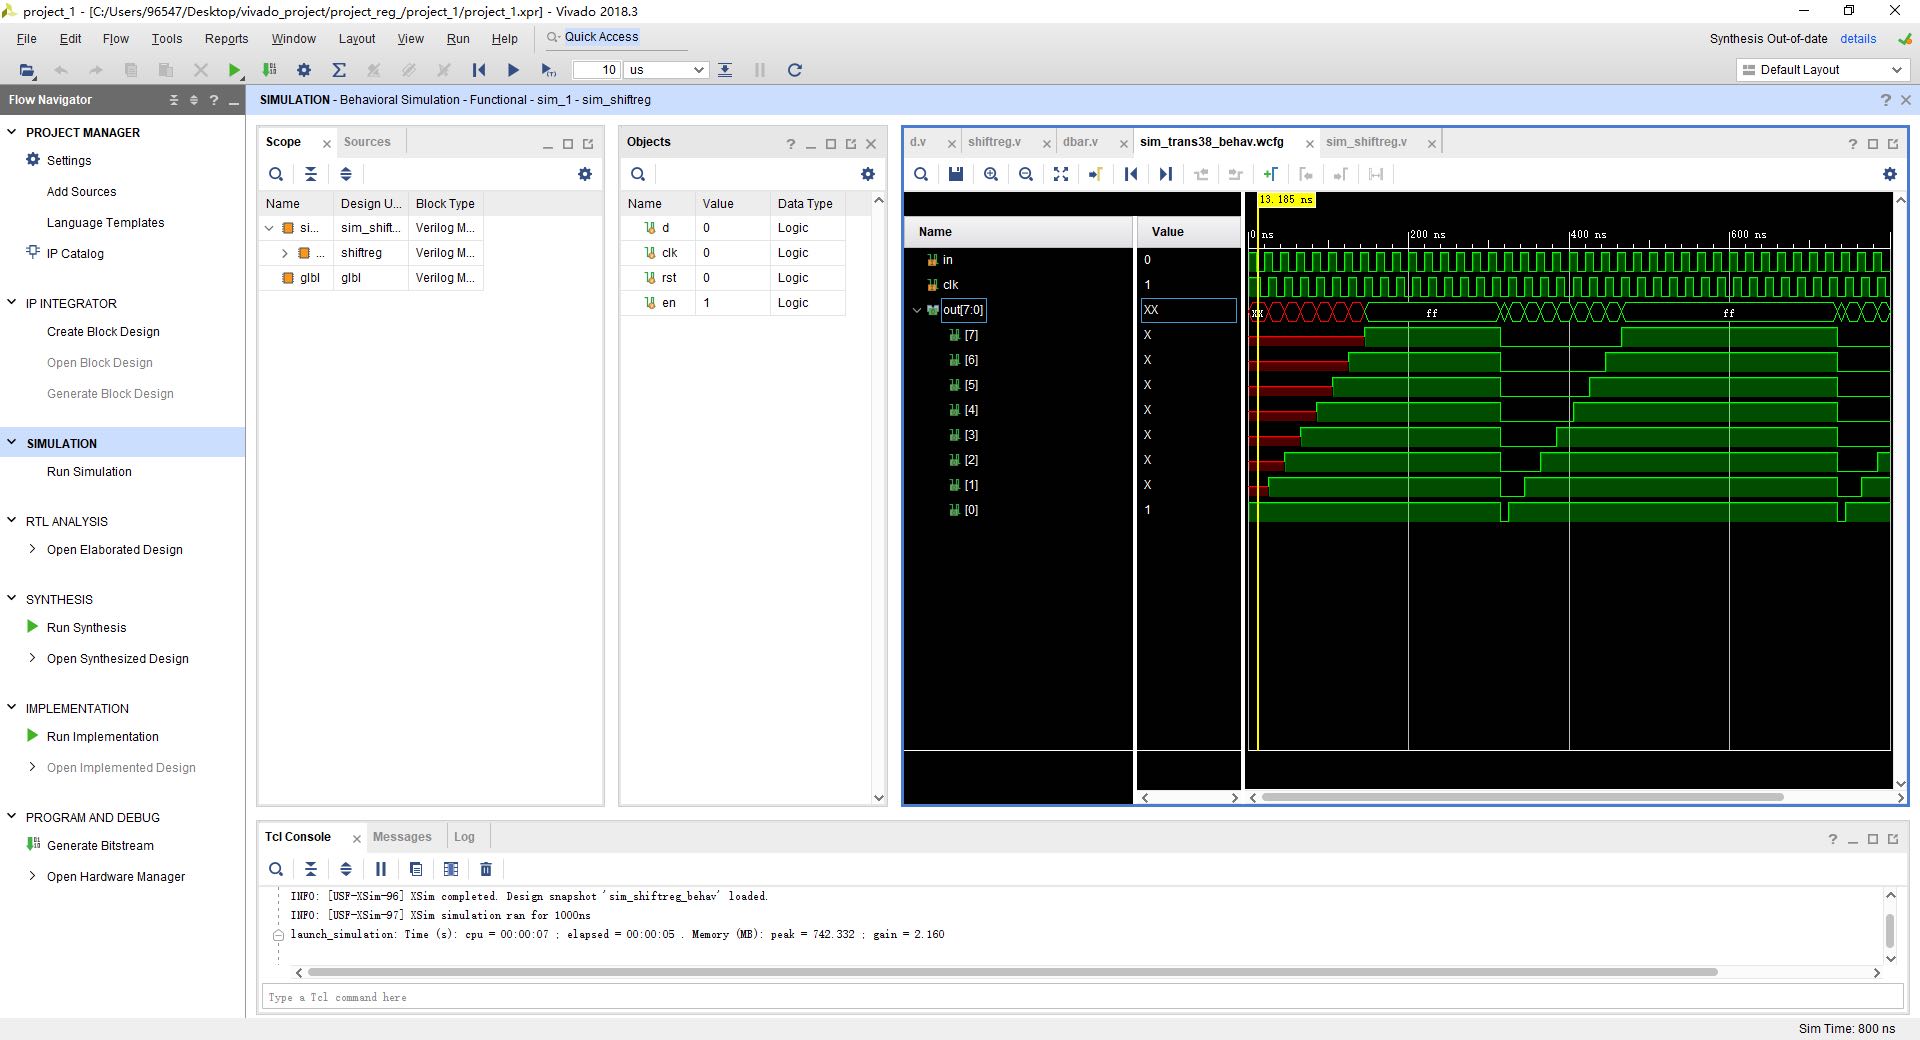 project_1 - [C:/Users/96547/Desktop/vivado_project/project_reg_/project_1/project_1.xpr] - Vivado 2018.3
File Edit Flow Tools Reports Window Layout View Run Help Quick Access
Synthesis Out-of-date details
10 us
Default Layout
Flow Navigator
SIMULATION - Behavioral Simulation - Functional - sim_1 - sim_shiftreg
PROJECT MANAGER
Settings
Add Sources
Language Templates
IP Catalog
IP INTEGRATOR
Create Block Design
Open Block Design
Generate Block Design
SIMULATION
Run Simulation
RTL ANALYSIS
Open Elaborated Design
SYNTHESIS
Run Synthesis
Open Synthesized Design
IMPLEMENTATION
Run Implementation
Open Implemented Design
PROGRAM AND DEBUG
Generate Bitstream
Open Hardware Manager
Scope Sources
Name Design U... Block Type
si... sim_shift... Verilog M...
... shiftreg Verilog M...
glbl glbl Verilog M...
Objects
Name Value Data Type
d 0 Logic
clk 0 Logic
rst 0 Logic
en 1 Logic
d.v shiftreg.v dbar.v sim_trans38_behav.wcfg sim_shiftreg.v
13.185 ns
Name Value
0 ns 200 ns 400 ns 600 ns
in 0
clk 1
out[7:0] XX XX ff ff
[7] X
[6] X
[5] X
[4] X
[3] X
[2] X
[1] X
[0] 1
Tcl Console Messages Log
INFO: [USF-XSim-96] XSim completed. Design snapshot 'sim_shiftreg_behav' loaded.
INFO: [USF-XSim-97] XSim simulation ran for 1000ns
launch_simulation: Time (s): cpu = 00:00:07 ; elapsed = 00:00:05 . Memory (MB): peak = 742.332 ; gain = 2.160
Type a Tcl command here
Sim Time: 800 ns